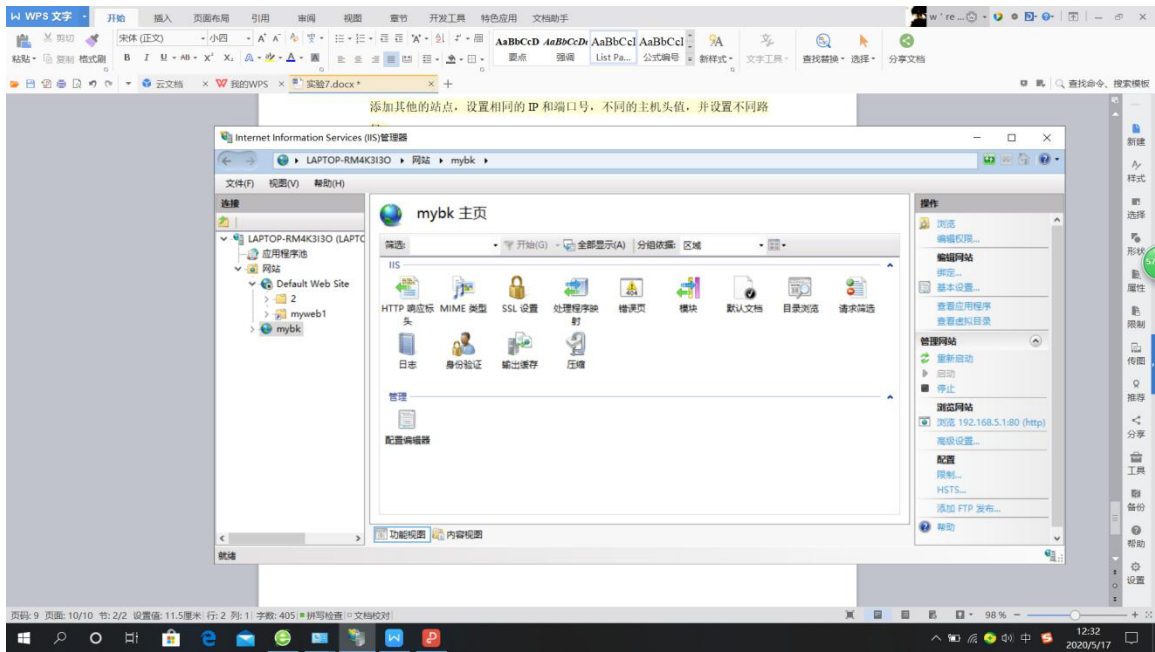 WPS 文字 开始 插入 页面布局 引用 审阅 视图 章节 开发工具 特色应用 文档助手 w ' re ...
剪切 宋体 (正文) 小四 AaBbCcD AaBbCcDc AaBbCcI AaBbCcI
粘贴 复制 格式刷 要点 强调 List Pa... 公式编号 新样式 文字工具 查找替换 选择 分享文档
云文档 我的WPS 实验7.docx * 查找命令、搜索模板
添加其他的站点，设置相同的 IP 和端口号，不同的主机头值，并设置不同路
Internet Information Services (IIS)管理器
LAPTOP-RM4K3I3O 网站 mybk
文件(F) 视图(V) 帮助(H)
连接
LAPTOP-RM4K3I3O (LAPTO
应用程序池
网站
Default Web Site
2
myweb1
mybk
mybk 主页
筛选: 开始(G) 全部显示(A) 分组依据: 区域
IIS
HTTP 响应标头 MIME 类型 SSL 设置 处理程序映射 错误页 模块 默认文档 目录浏览 请求筛选
日志 身份验证 输出缓存 压缩
管理
配置编辑器
功能视图 内容视图
就绪
操作
浏览
编辑权限...
编辑网站
绑定...
基本设置...
查看应用程序
查看虚拟目录
管理网站
重新启动
启动
停止
浏览网站
浏览 192.168.5.1:80 (http)
高级设置...
配置
限制...
HSTS...
添加 FTP 发布...
帮助
新建
样式
选择
形状
属性
限制
传图
推荐
分享
工具
备份
帮助
设置
页码: 9 页面: 10/10 节: 2/2 设置值: 11.5厘米 行: 2 列: 1 字数: 405 拼写检查 文档校对 98 %
中 12:32
2020/5/17